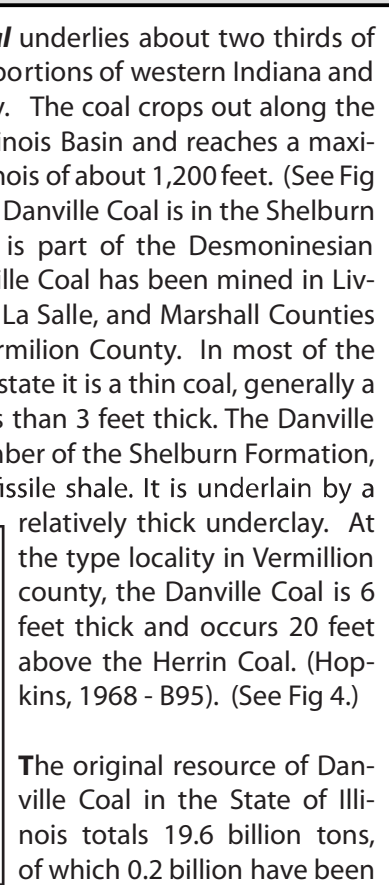 l underlies about two thirds of
portions of western Indiana and
. The coal crops out along the
inois Basin and reaches a maxi-
nois of about 1,200 feet. (See Fig
Danville Coal is in the Shelburn
is part of the Desmoninesian
ille Coal has been mined in Liv-
La Salle, and Marshall Counties
rmilion County. In most of the
state it is a thin coal, generally a
s than 3 feet thick. The Danville
ber of the Shelburn Formation,
issile shale. It is underlain by a
relatively thick underclay. At
the type locality in Vermillion
county, the Danville Coal is 6
feet thick and occurs 20 feet
above the Herrin Coal. (Hop-
kins, 1968 - B95). (See Fig 4.)
The original resource of Dan-
ville Coal in the State of Illi-
nois totals 19.6 billion tons,
of which 0.2 billion have been